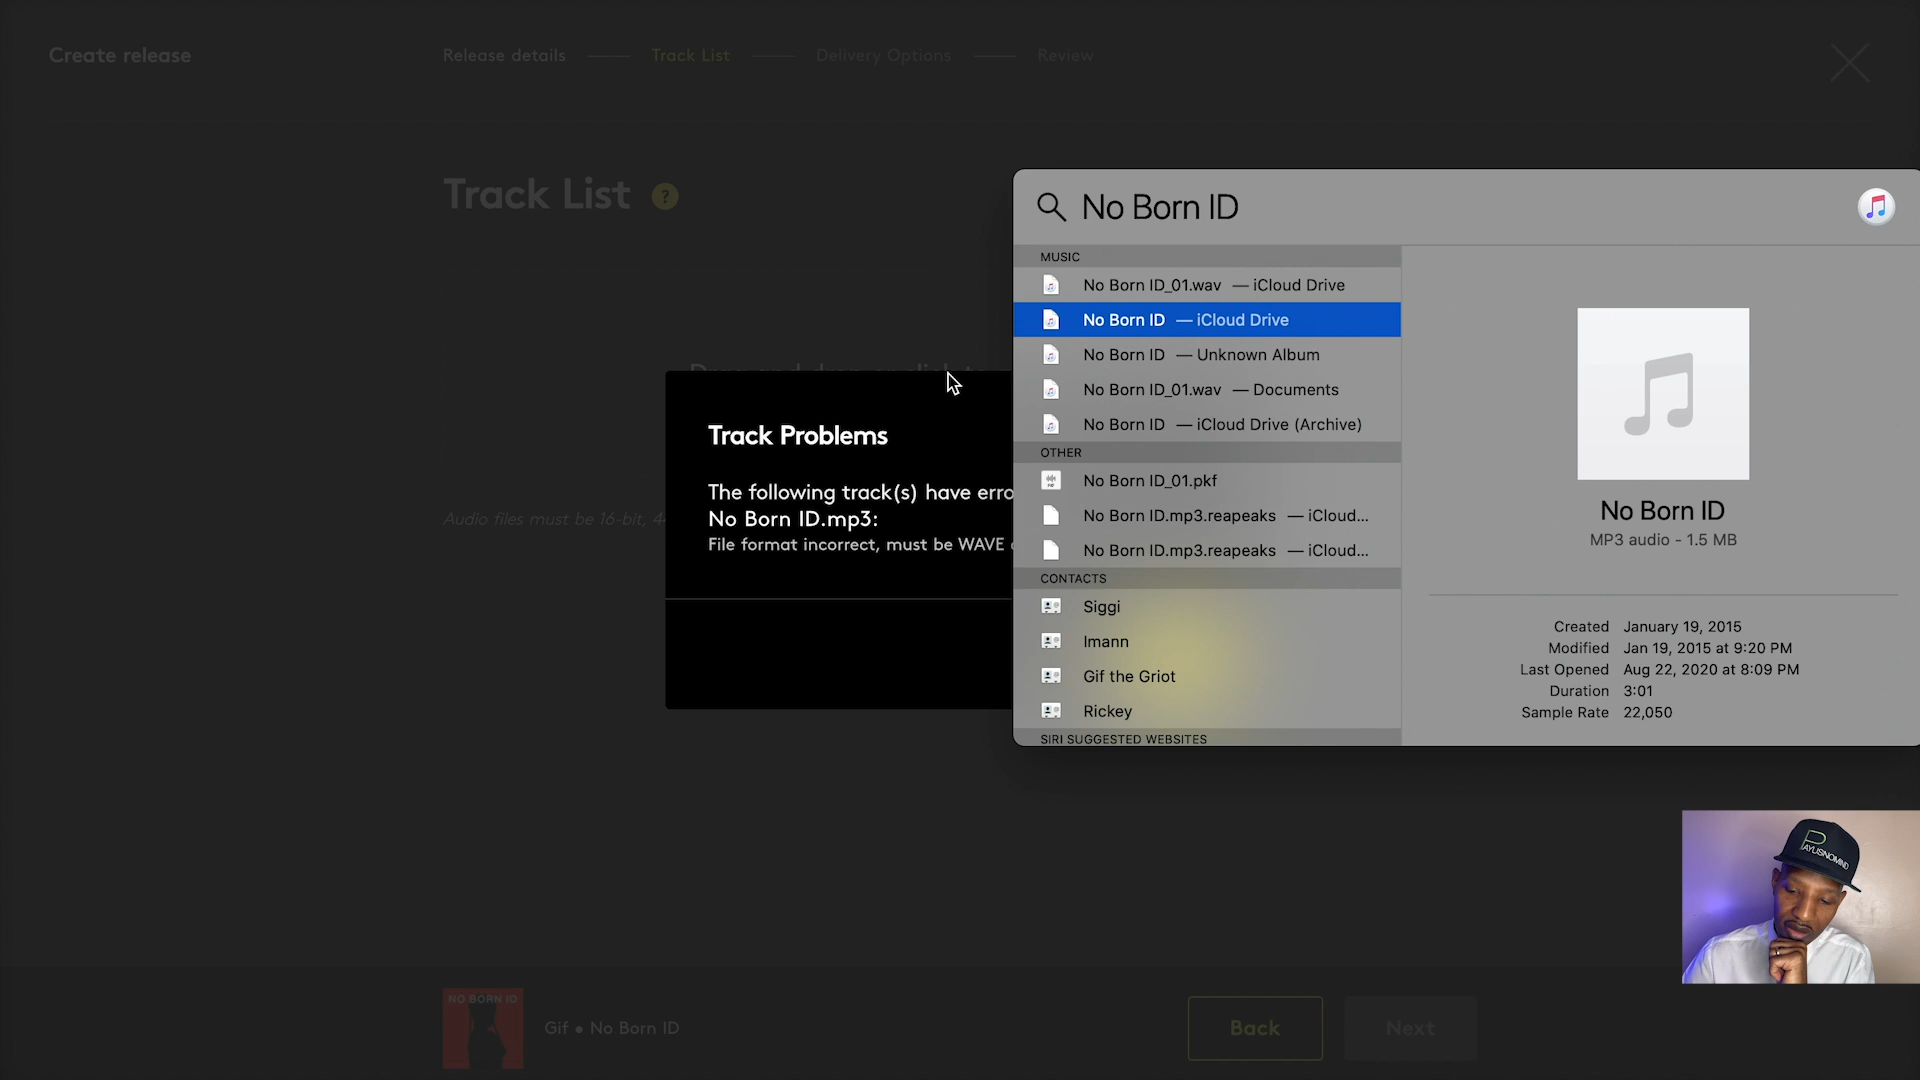 Create release
Release details
Track List
Delivery Options
Review
Track List ?
Audio files must be 16-bit,
Track Problems
The following track(s) have
No Born ID.mp3:
File format incorrect, must be WAVE
No Born ID
MUSIC
No Born ID_01.wav — iCloud Drive
No Born ID — iCloud Drive
No Born ID — Unknown Album
No Born ID_01.wav — Documents
No Born ID — iCloud Drive (Archive)
OTHER
No Born ID_01.pkf
No Born ID.mp3.reapeaks — iCloud...
No Born ID.mp3.reapeaks — iCloud...
CONTACTS
Siggi
Imann
Gif the Griot
Rickey
SIRI SUGGESTED WEBSITES
No Born ID
MP3 audio - 1.5 MB
Created January 19, 2015
Modified Jan 19, 2015 at 9:20 PM
Last Opened Aug 22, 2020 at 8:09 PM
Duration 3:01
Sample Rate 22,050
PAYUSNOMIND
NO BORN ID
Gif • No Born ID
Back
Next